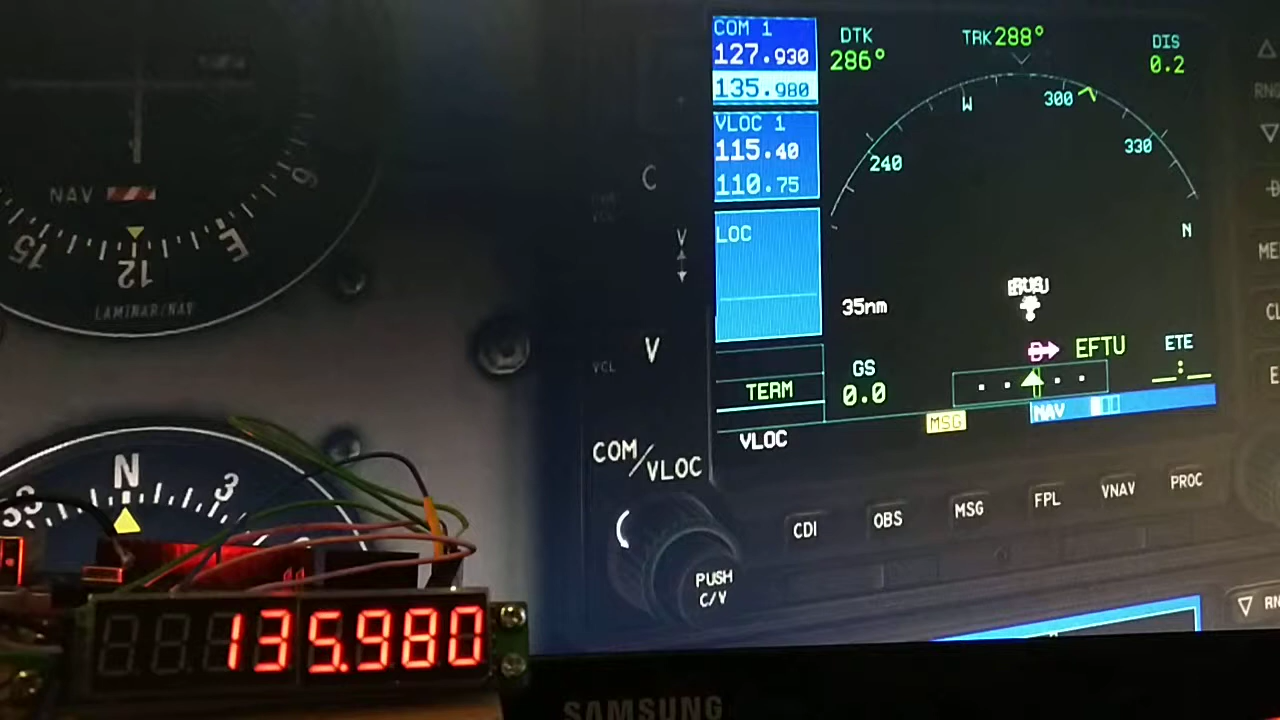 COM 1
127.930
135.980
VLOC 1
115.40
110.75
LOC
DTK
286°
TRK 288°
DIS
0.2
W
300
240
330
N
35nm
GS
0.0
EFTU
ETE
_:_
TERM
MSG
NAV
VLOC
C
V
V
VCL
COM/VLOC
PUSH
C/V
CDI
OBS
MSG
FPL
VNAV
PROC
NAV
6
E
12
15
LAMINAR/NAV
N
3
33
135.980
SAMSUNG